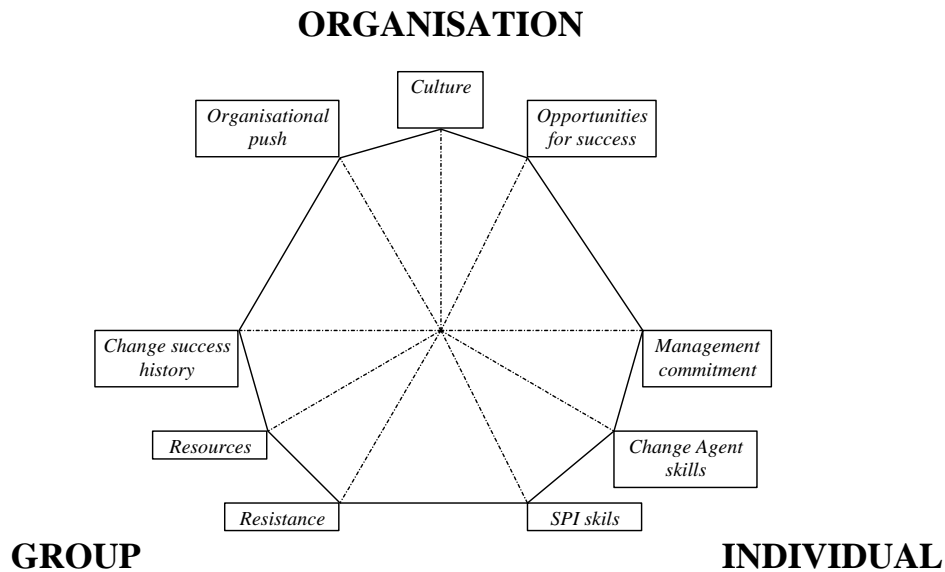 ORGANISATION
Culture
Organisational
push
Opportunities
for success
Change success
history
Management
commitment
Resources
Change Agent
skills
Resistance
SPI skils
GROUP
INDIVIDUAL